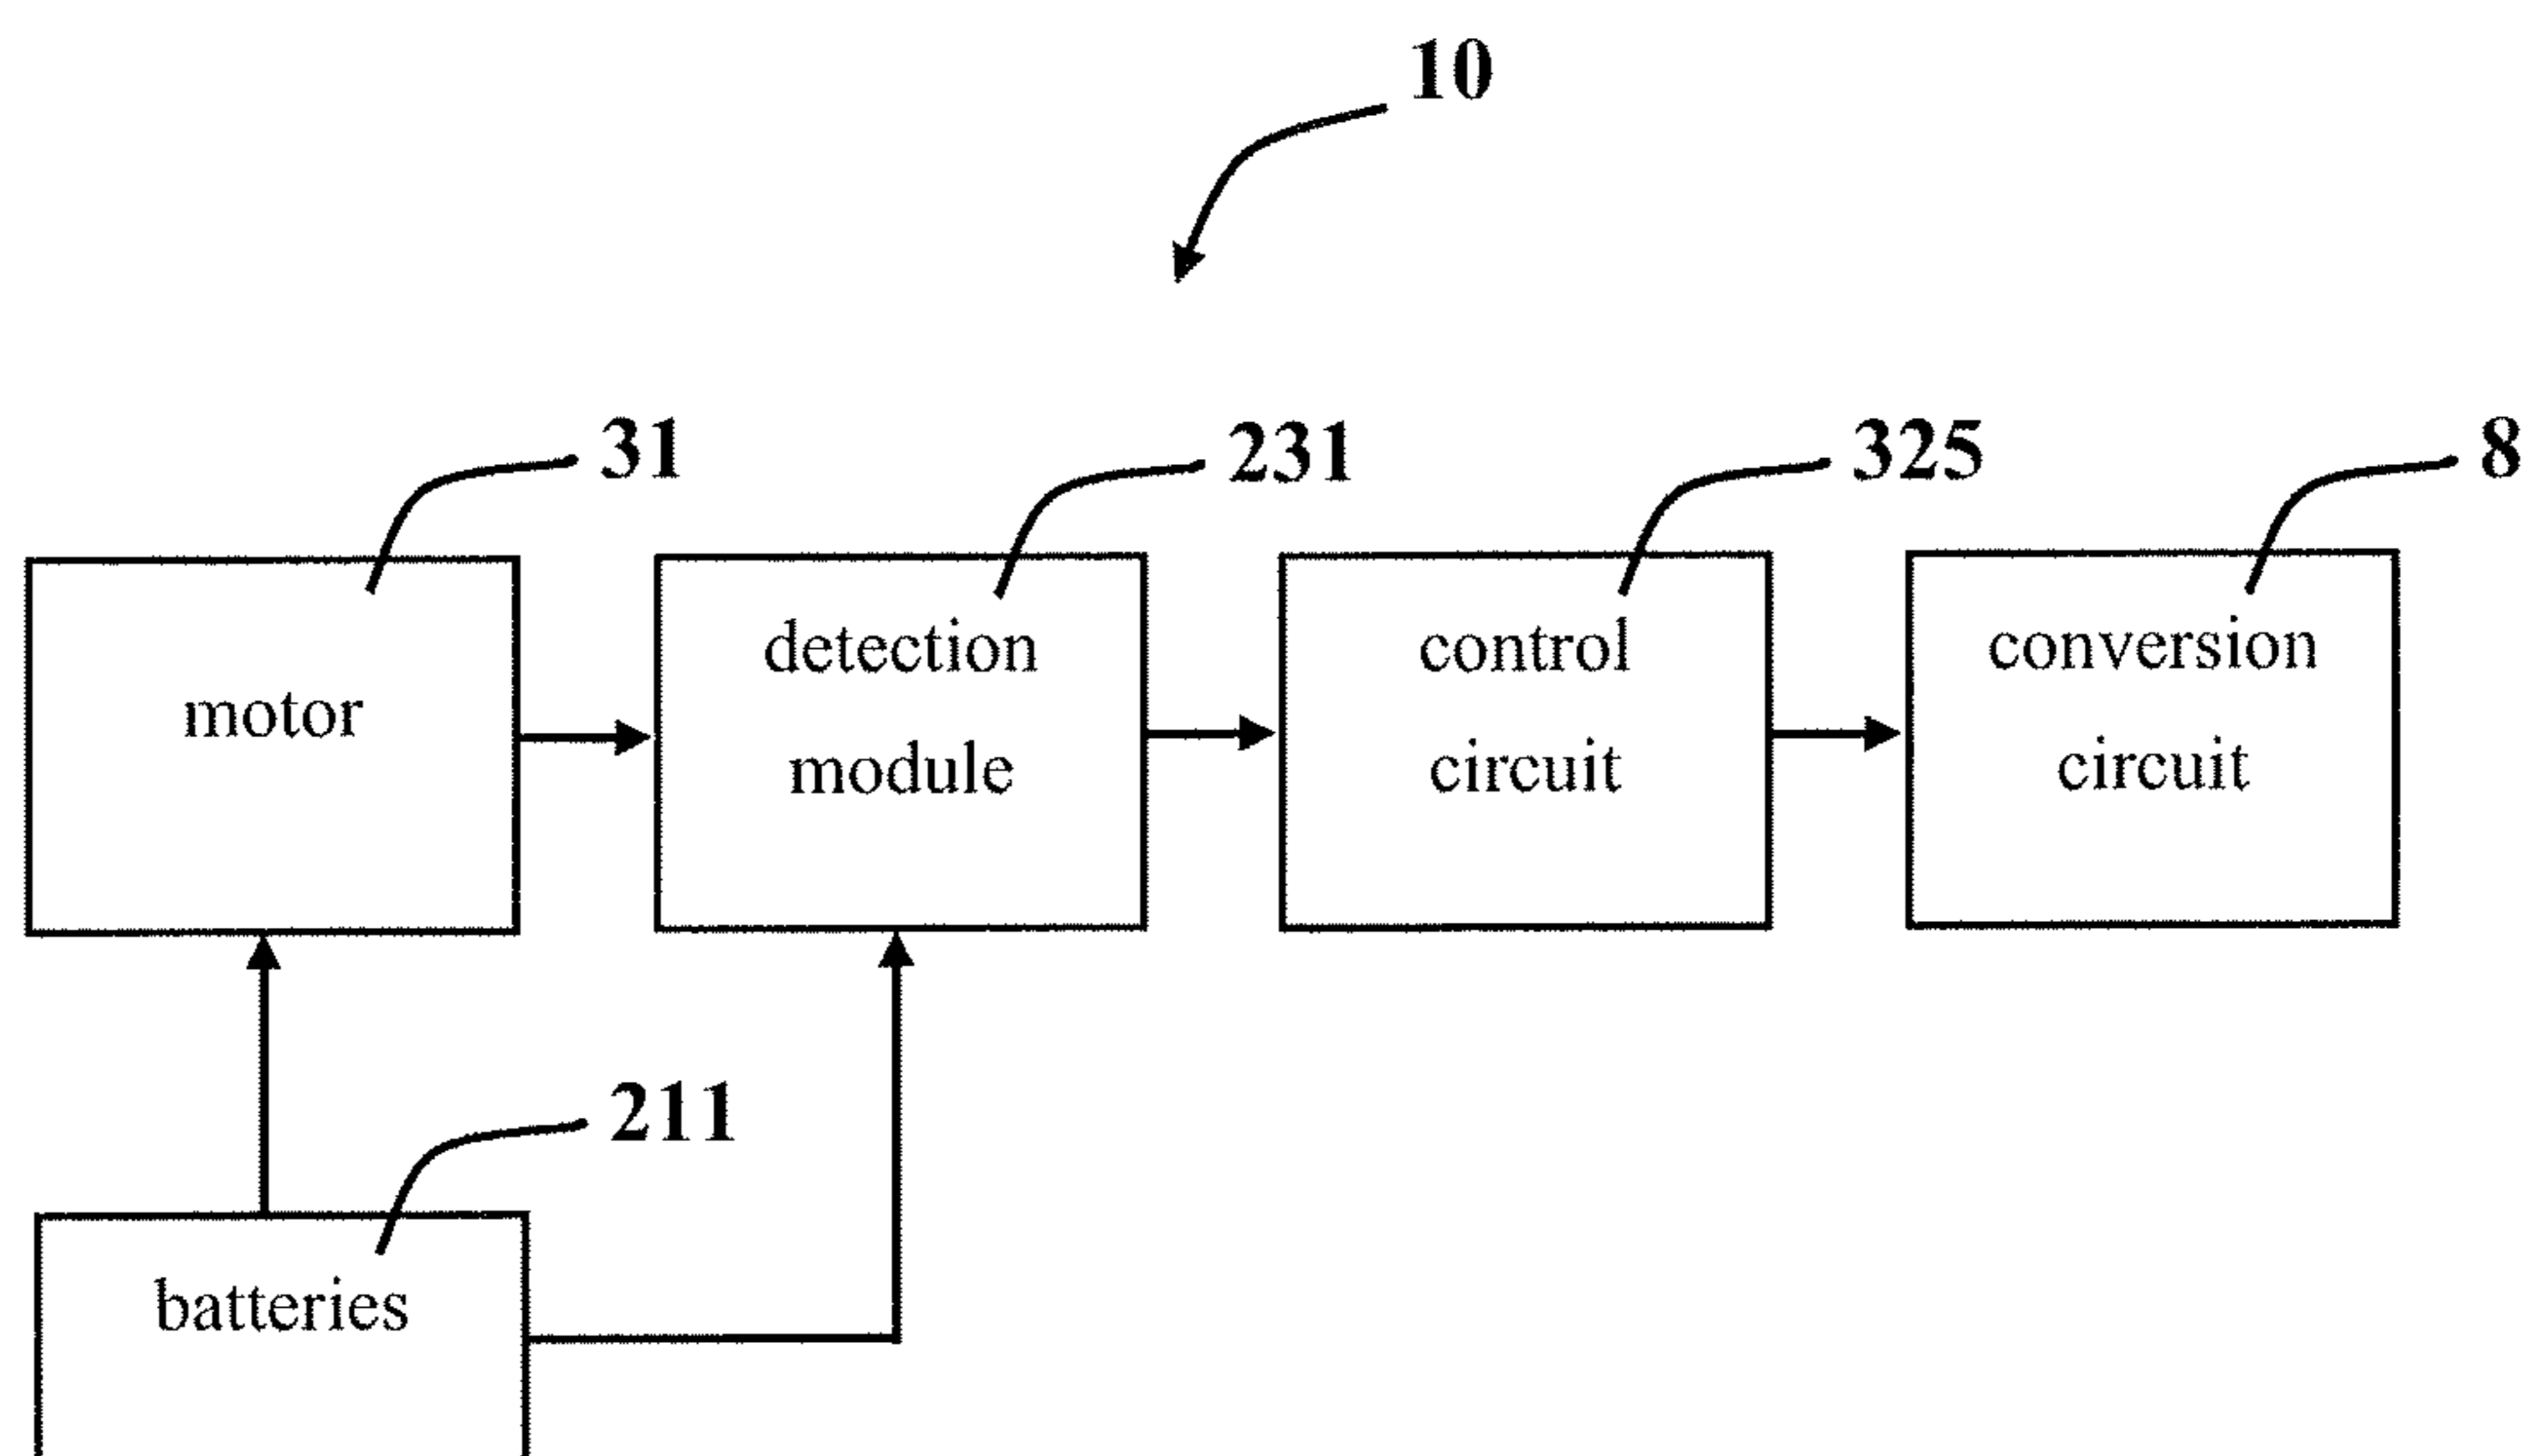 10
31
231
325
8
motor
detection
module
control
circuit
conversion
circuit
211
batteries